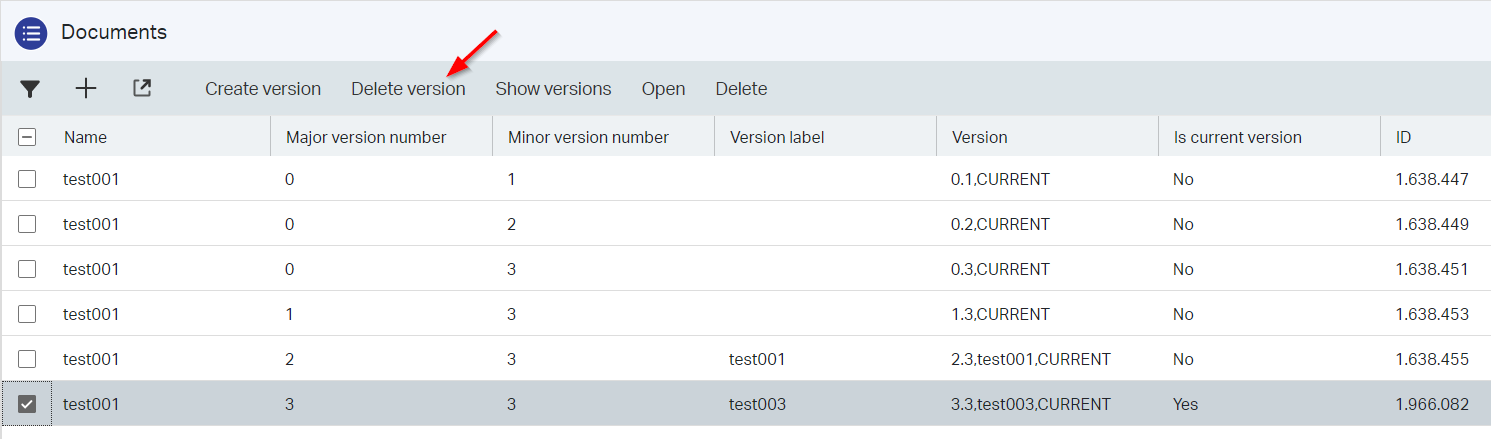 Documents
Create version Delete version Show versions Open Delete
Name Major version number Minor version number Version label Version Is current version ID
test001 0 1 0.1,CURRENT No 1.638.447
test001 0 2 0.2,CURRENT No 1.638.449
test001 0 3 0.3,CURRENT No 1.638.451
test001 1 3 1.3,CURRENT No 1.638.453
test001 2 3 test001 2.3,test001,CURRENT No 1.638.455
test001 3 3 test003 3.3,test003,CURRENT Yes 1.966.082